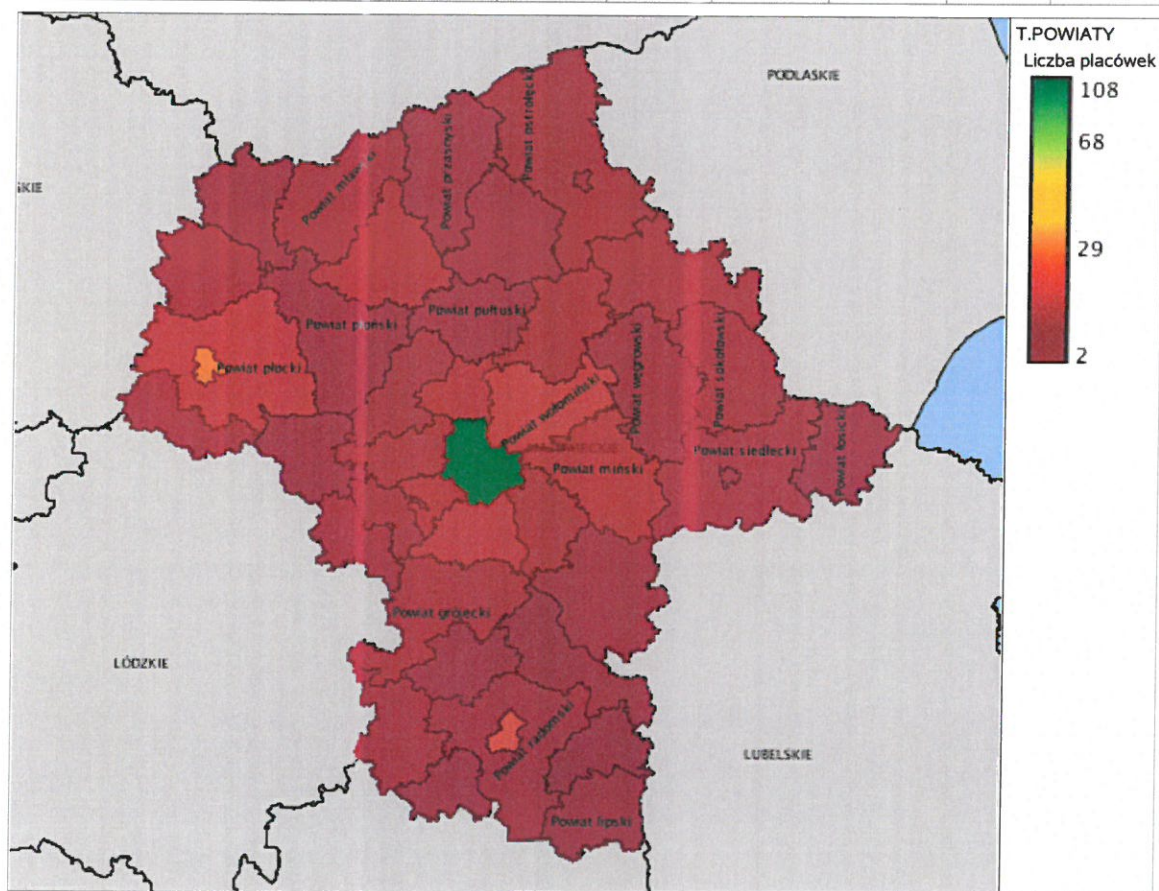 T.POWIATY
Liczba placówek
108
68
29
2
PODLASKIE
SKIE
Powiat ostrołęcki
Powiat przasnyski
Powiat mławski
Powiat płoński
Powiat pułtuski
Powiat płocki
Powiat węgrowski
Powiat sokołowski
Powiat wołomiński
Powiat miński
Powiat siedlecki
Powiat łosicki
Powiat grójecki
ŁÓDZKIE
Powiat radomski
LUBELSKIE
Powiat lipski